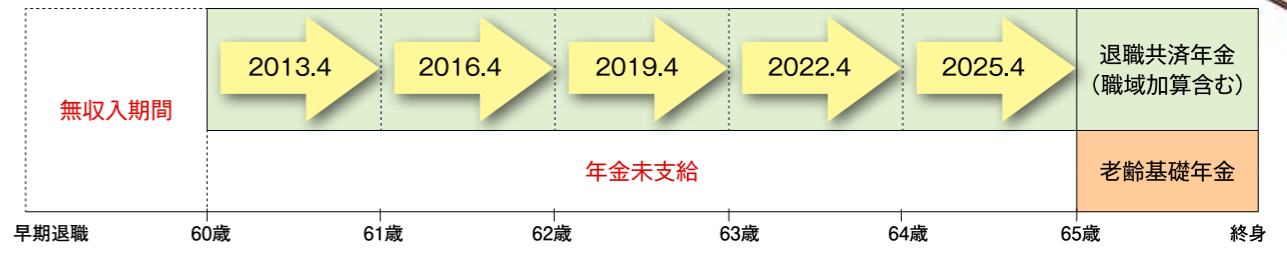 2013.4
2016.4
2019.4
2022.4
2025.4
退職共済年金
（職域加算含む）
無収入期間
年金未支給
老齢基礎年金
早期退職
60歳
61歳
62歳
63歳
64歳
65歳
終身